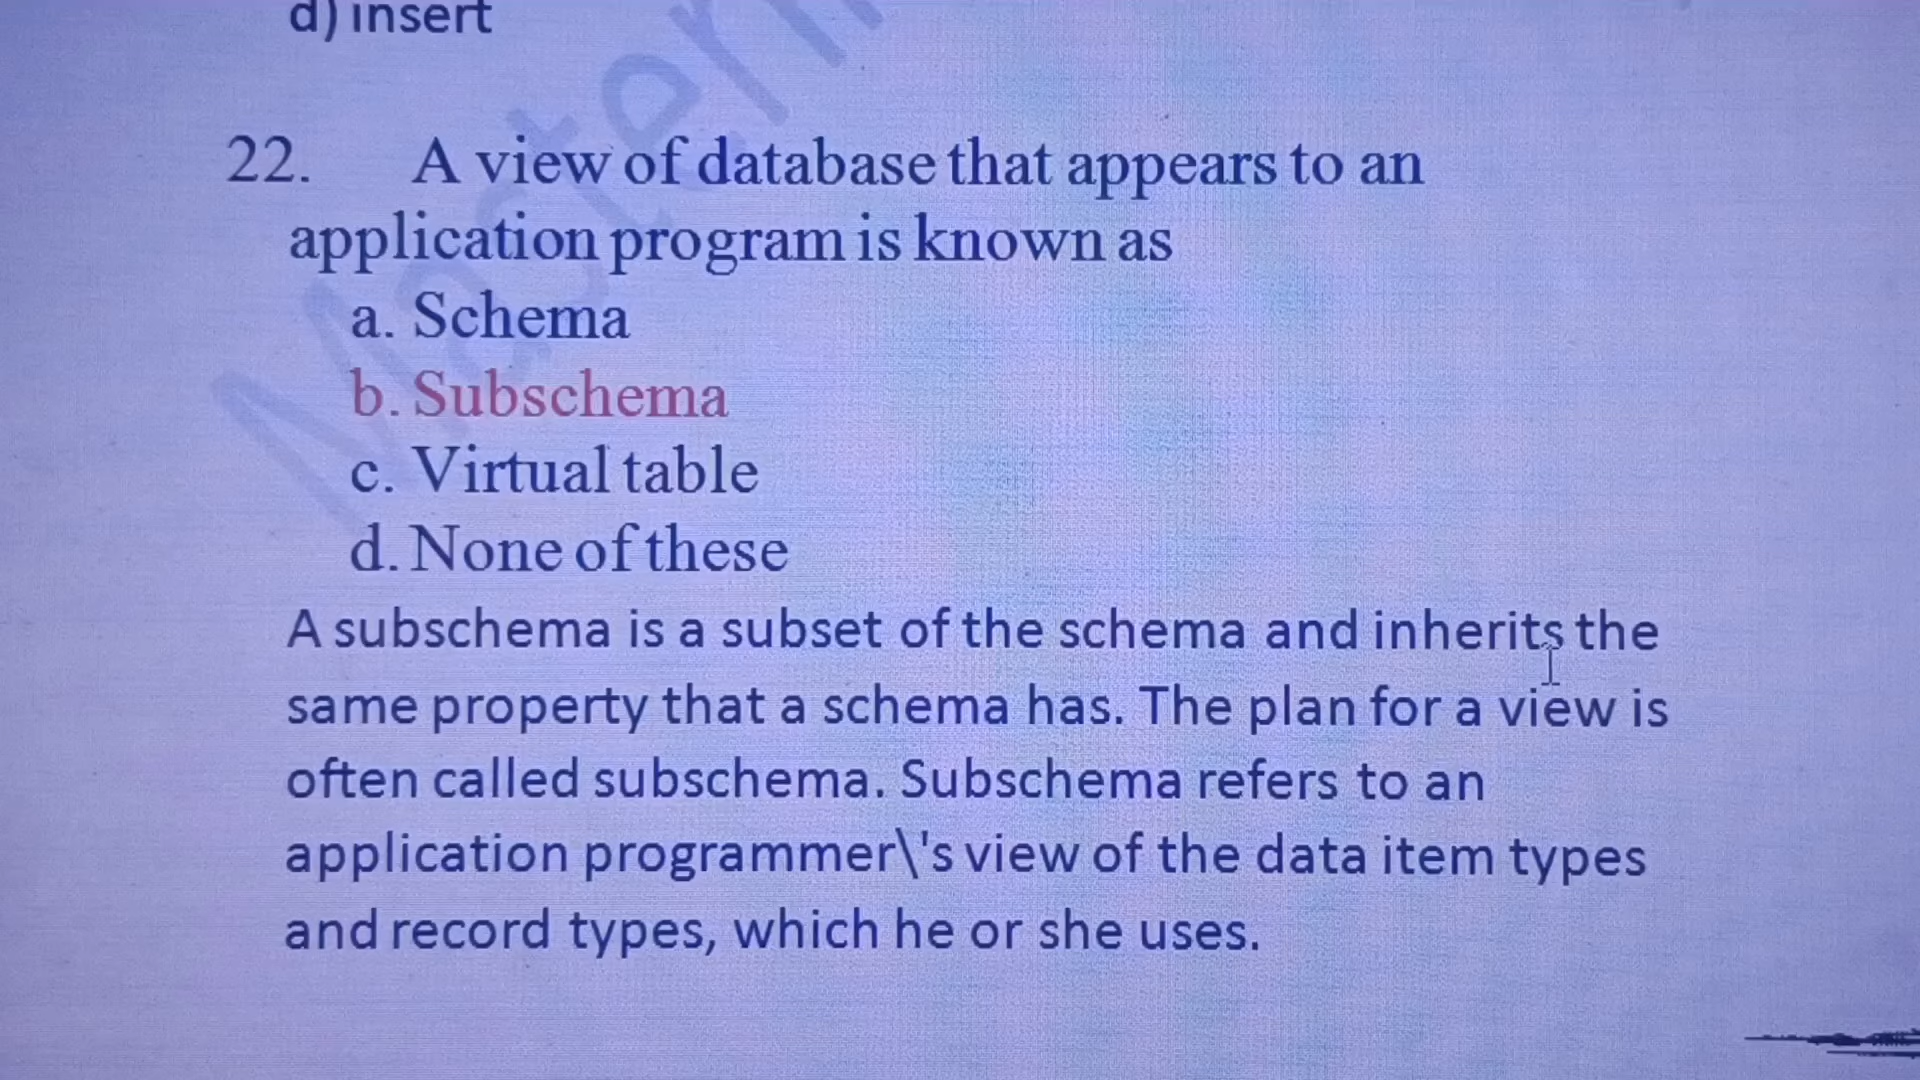 d) insert
22. A view of database that appears to an
application program is known as
a. Schema
b. Subschema
c. Virtual table
d. None of these
A subschema is a subset of the schema and inherits the
same property that a schema has. The plan for a view is
often called subschema. Subschema refers to an
application programmer\'s view of the data item types
and record types, which he or she uses.